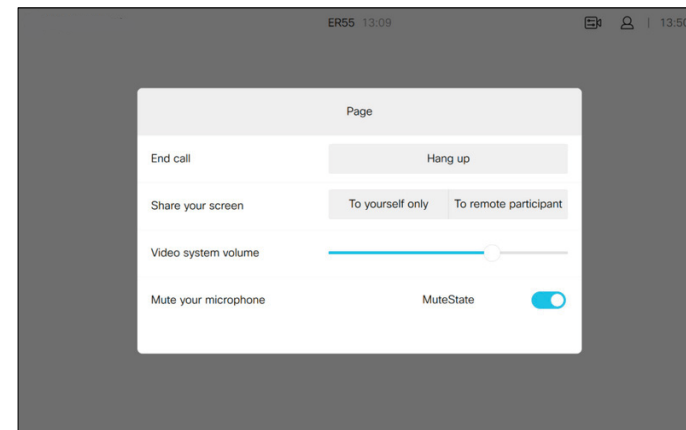 ER55 13:09 13:50
Page
End call Hang up
Share your screen To yourself only To remote participant
Video system volume
Mute your microphone MuteState